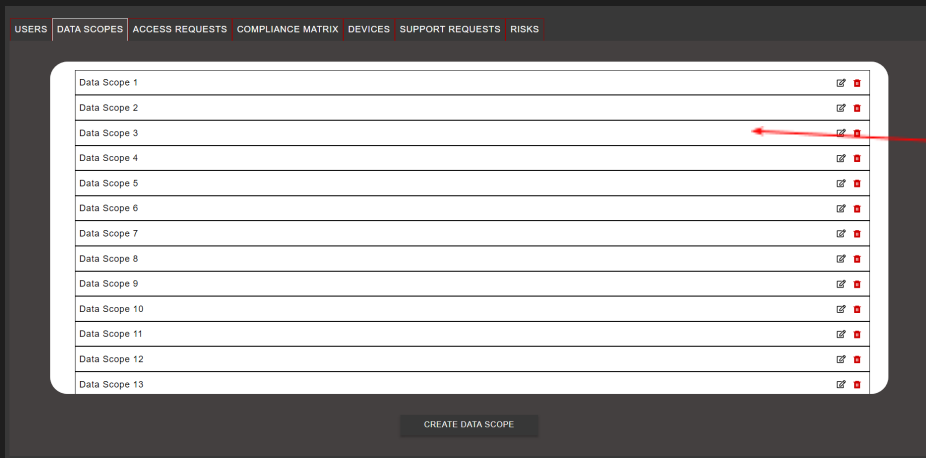 USERS DATA SCOPES ACCESS REQUESTS COMPLIANCE MATRIX DEVICES SUPPORT REQUESTS RISKS
Data Scope 1
Data Scope 2
Data Scope 3
Data Scope 4
Data Scope 5
Data Scope 6
Data Scope 7
Data Scope 8
Data Scope 9
Data Scope 10
Data Scope 11
Data Scope 12
Data Scope 13
CREATE DATA SCOPE